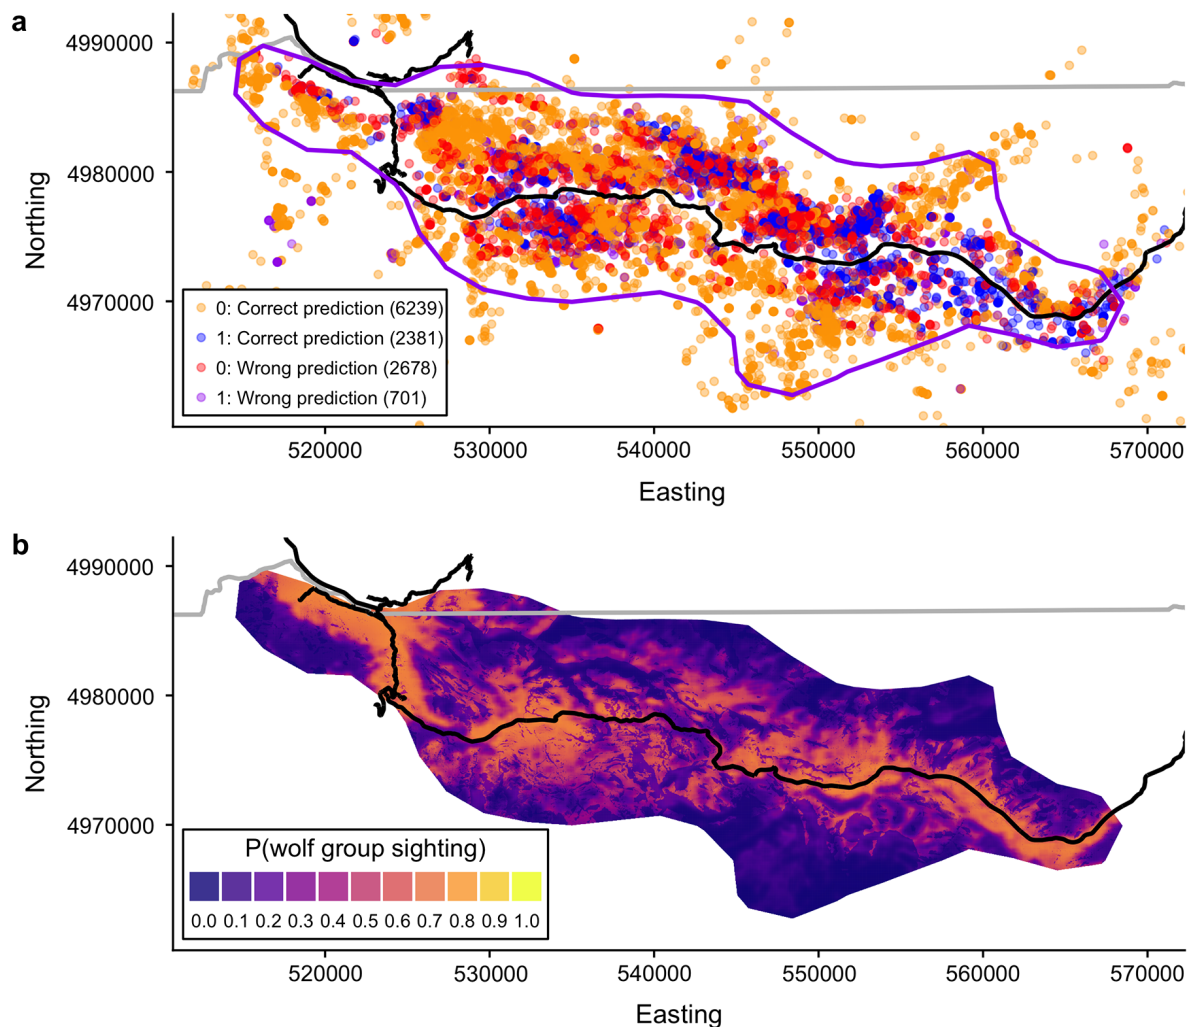 a
4990000
4980000
4970000
Northing
0: Correct prediction (6239)
1: Correct prediction (2381)
0: Wrong prediction (2678)
1: Wrong prediction (701)
520000 530000 540000 550000 560000 570000
Easting
b
4990000
4980000
4970000
Northing
P(wolf group sighting)
0.0 0.1 0.2 0.3 0.4 0.5 0.6 0.7 0.8 0.9 1.0
520000 530000 540000 550000 560000 570000
Easting